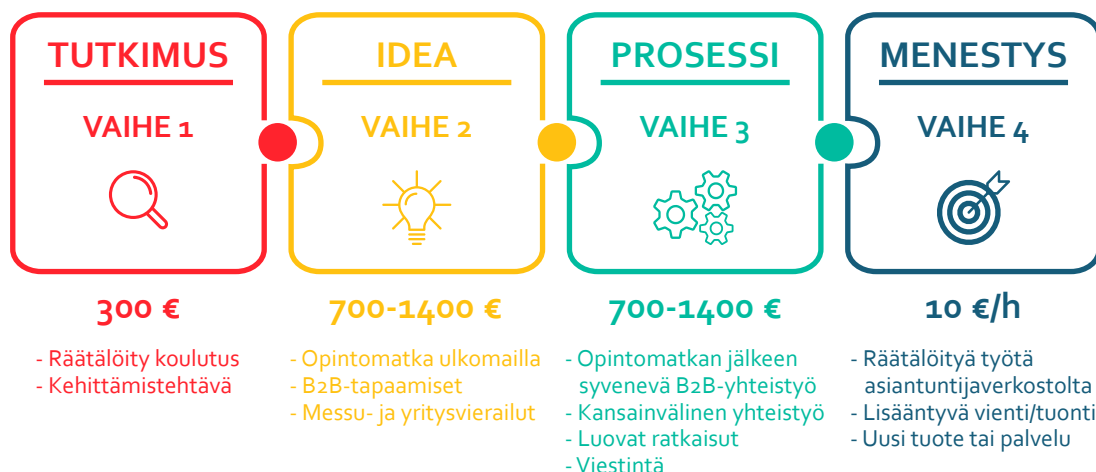 TUTKIMUS
VAIHE 1
300 €
- Räätälöity koulutus
- Kehittämistehtävä
IDEA
VAIHE 2
700-1400 €
- Opintomatka ulkomailla
- B2B-tapaamiset
- Messu- ja yritysvierailut
PROSESSI
VAIHE 3
700-1400 €
- Opintomatkan jälkeen
syvenevä B2B-yhteistyö
- Kansainvälinen yhteistyö
- Luovat ratkaisut
- Viestintä
MENESTYS
VAIHE 4
10 €/h
- Räätälöityä työtä
asiantuntijaverkostolta
- Lisääntyvä vienti/tuonti
- Uusi tuote tai palvelu